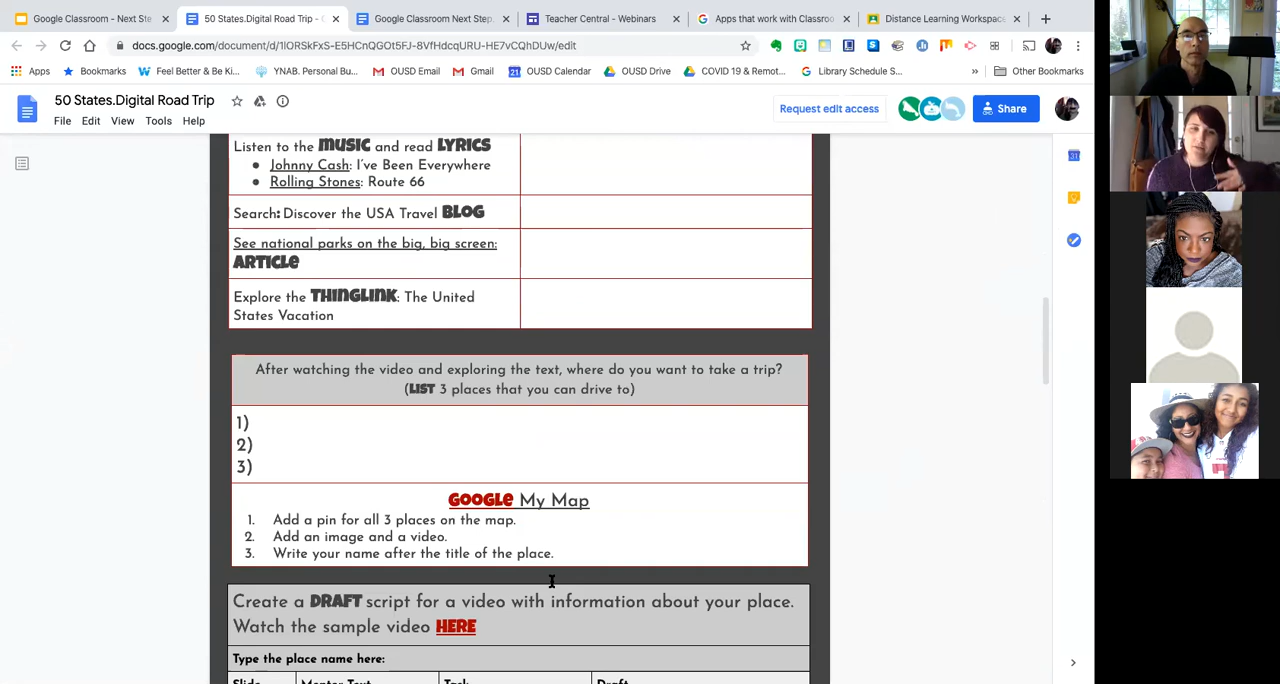 Google Classroom - Next Ste
50 States.Digital Road Trip - 
Google Classroom Next Step
Teacher Central - Webinars
Apps that work with Classroo
Distance Learning Workspace
docs.google.com/document/d/1lORSKFxS-E5HCnQGOt5FJ-8VfHdcqURU-HE7vCQhDUw/edit
Apps
Bookmarks
Feel Better & Be Ki...
YNAB. Personal Bu...
OUSD Email
Gmail
OUSD Calendar
OUSD Drive
COVID 19 & Remot...
Library Schedule S...
»
Other Bookmarks
50 States.Digital Road Trip
File Edit View Tools Help
Request edit access
Share
Listen to the MUSIC and read LYRICS
● Johnny Cash: I've Been Everywhere
● Rolling Stones: Route 66
Search: Discover the USA Travel BLOG
See national parks on the big, big screen:
ARTICLE
Explore the THINGLINK: The United
States Vacation
After watching the video and exploring the text, where do you want to take a trip?
(LIST 3 places that you can drive to)
1)
2)
3)
GOOGLE My Map
1. Add a pin for all 3 places on the map.
2. Add an image and a video.
3. Write your name after the title of the place.
Create a DRAFT script for a video with information about your place.
Watch the sample video HERE
Type the place name here:
Slide Mentor Text Task Draft